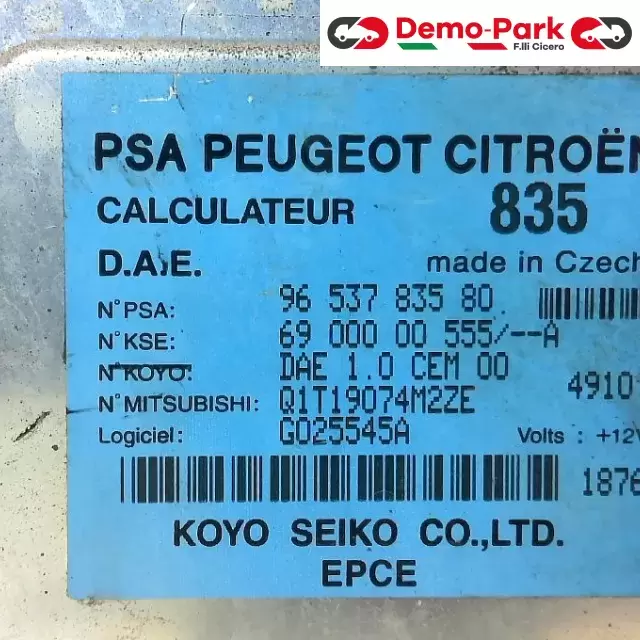 Demo-Park
F.lli Cicero
PSA PEUGEOT CITROËN
CALCULATEUR 835
D.A.E. made in Czech
N° PSA: 96 537 835 80
N° KSE: 69 000 00 555/--A
N° KOYO: DAE 1.0 CEM 00
N° MITSUBISHI: Q1T19074M2ZE 4910
Logiciel: G025545A Volts : +12V
1876
KOYO SEIKO CO.,LTD.
EPCE